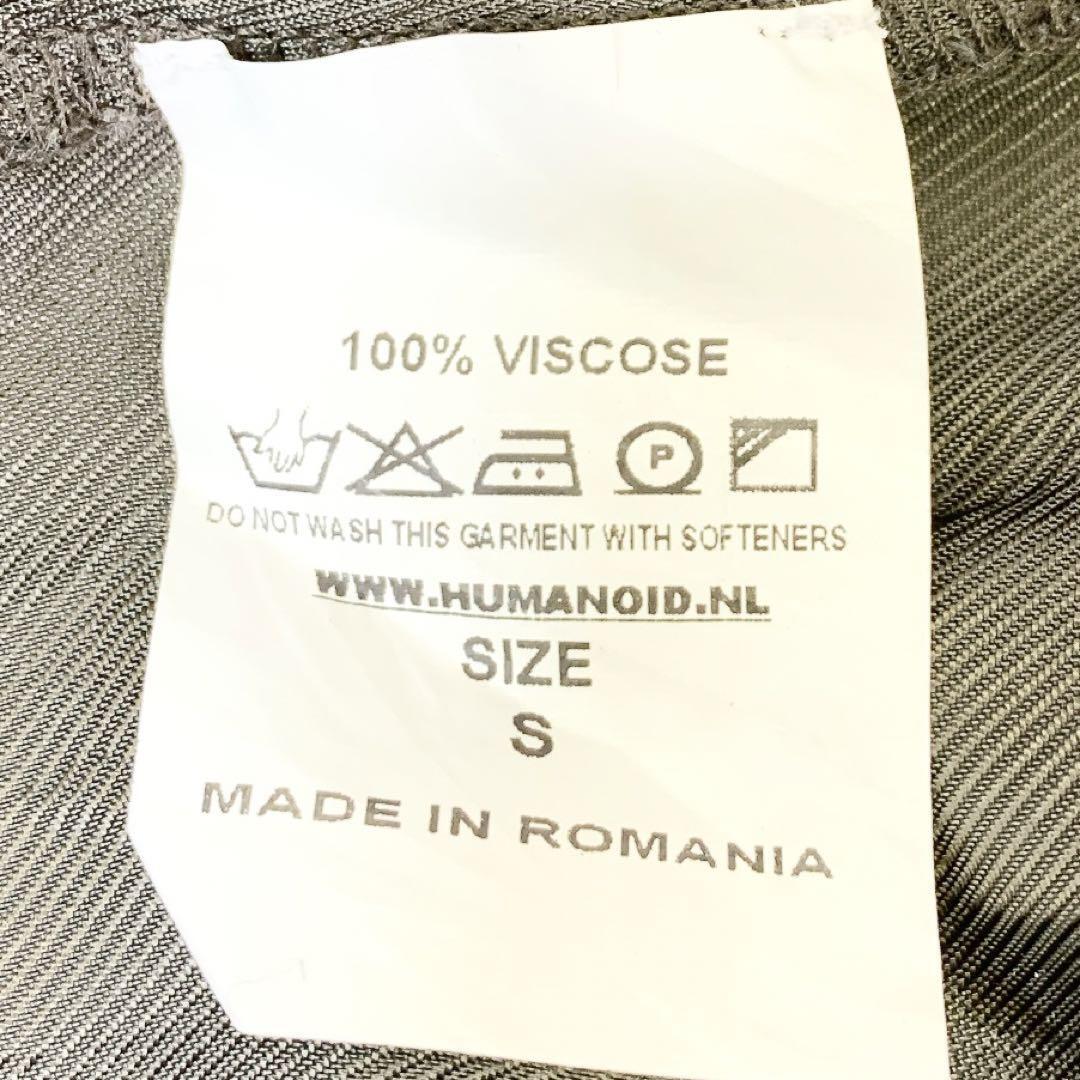 100% VISCOSE
P
DO NOT WASH THIS GARMENT WITH SOFTENERS
WWW.HUMANOID.NL
SIZE
S
MADE IN ROMANIA